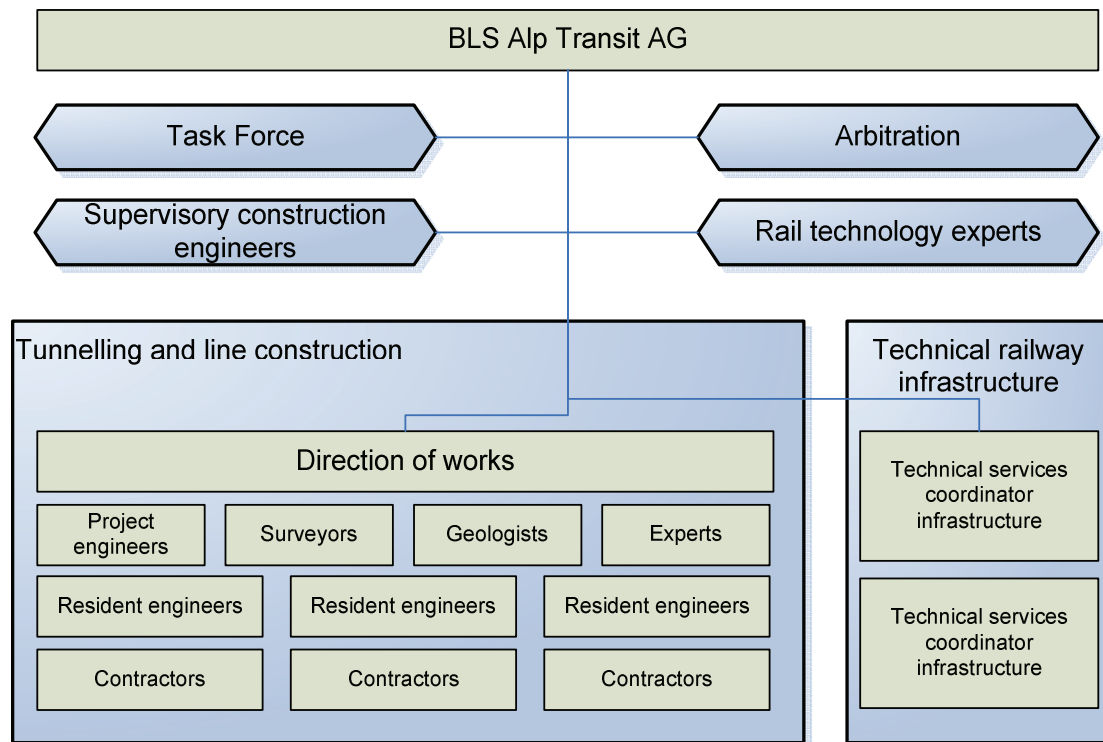 BLS Alp Transit AG
Task Force
Arbitration
Supervisory construction
engineers
Rail technology experts
Tunnelling and line construction
Technical railway
infrastructure
Direction of works
Project
engineers
Surveyors
Geologists
Experts
Resident engineers
Resident engineers
Resident engineers
Contractors
Contractors
Contractors
Technical services
coordinator
infrastructure
Technical services
coordinator
infrastructure